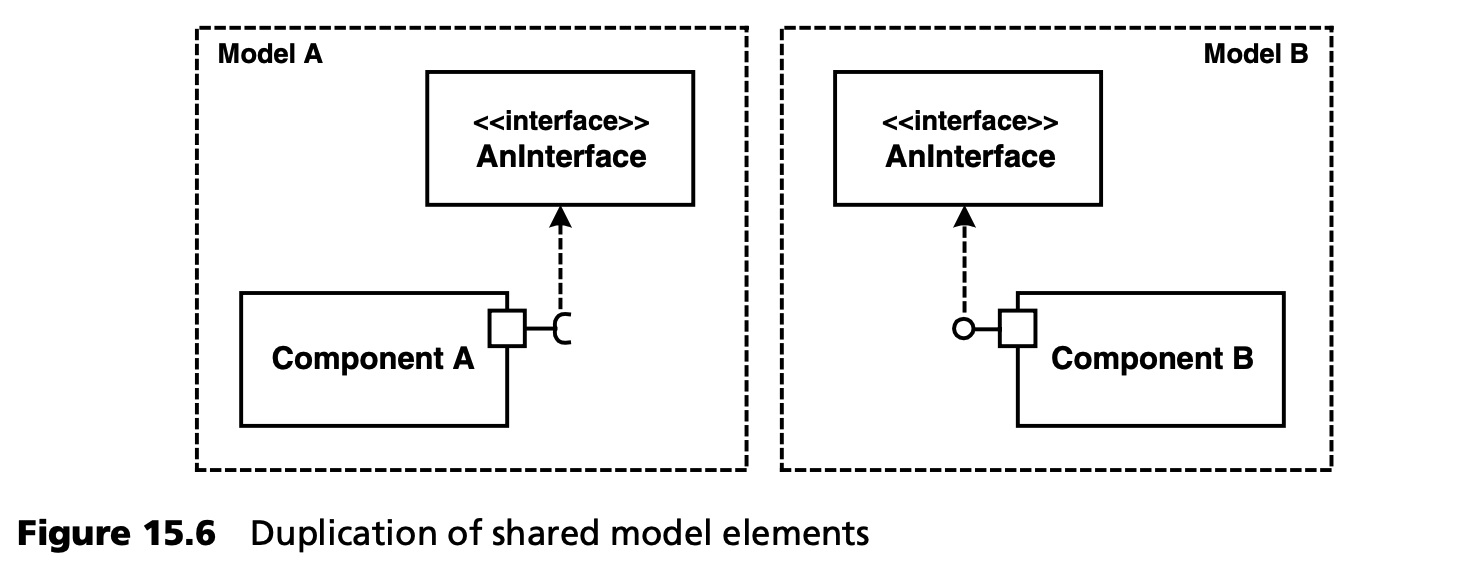 Model A
<<interface>>
AnInterface
Component A
Model B
<<interface>>
AnInterface
Component B
Figure 15.6 Duplication of shared model elements